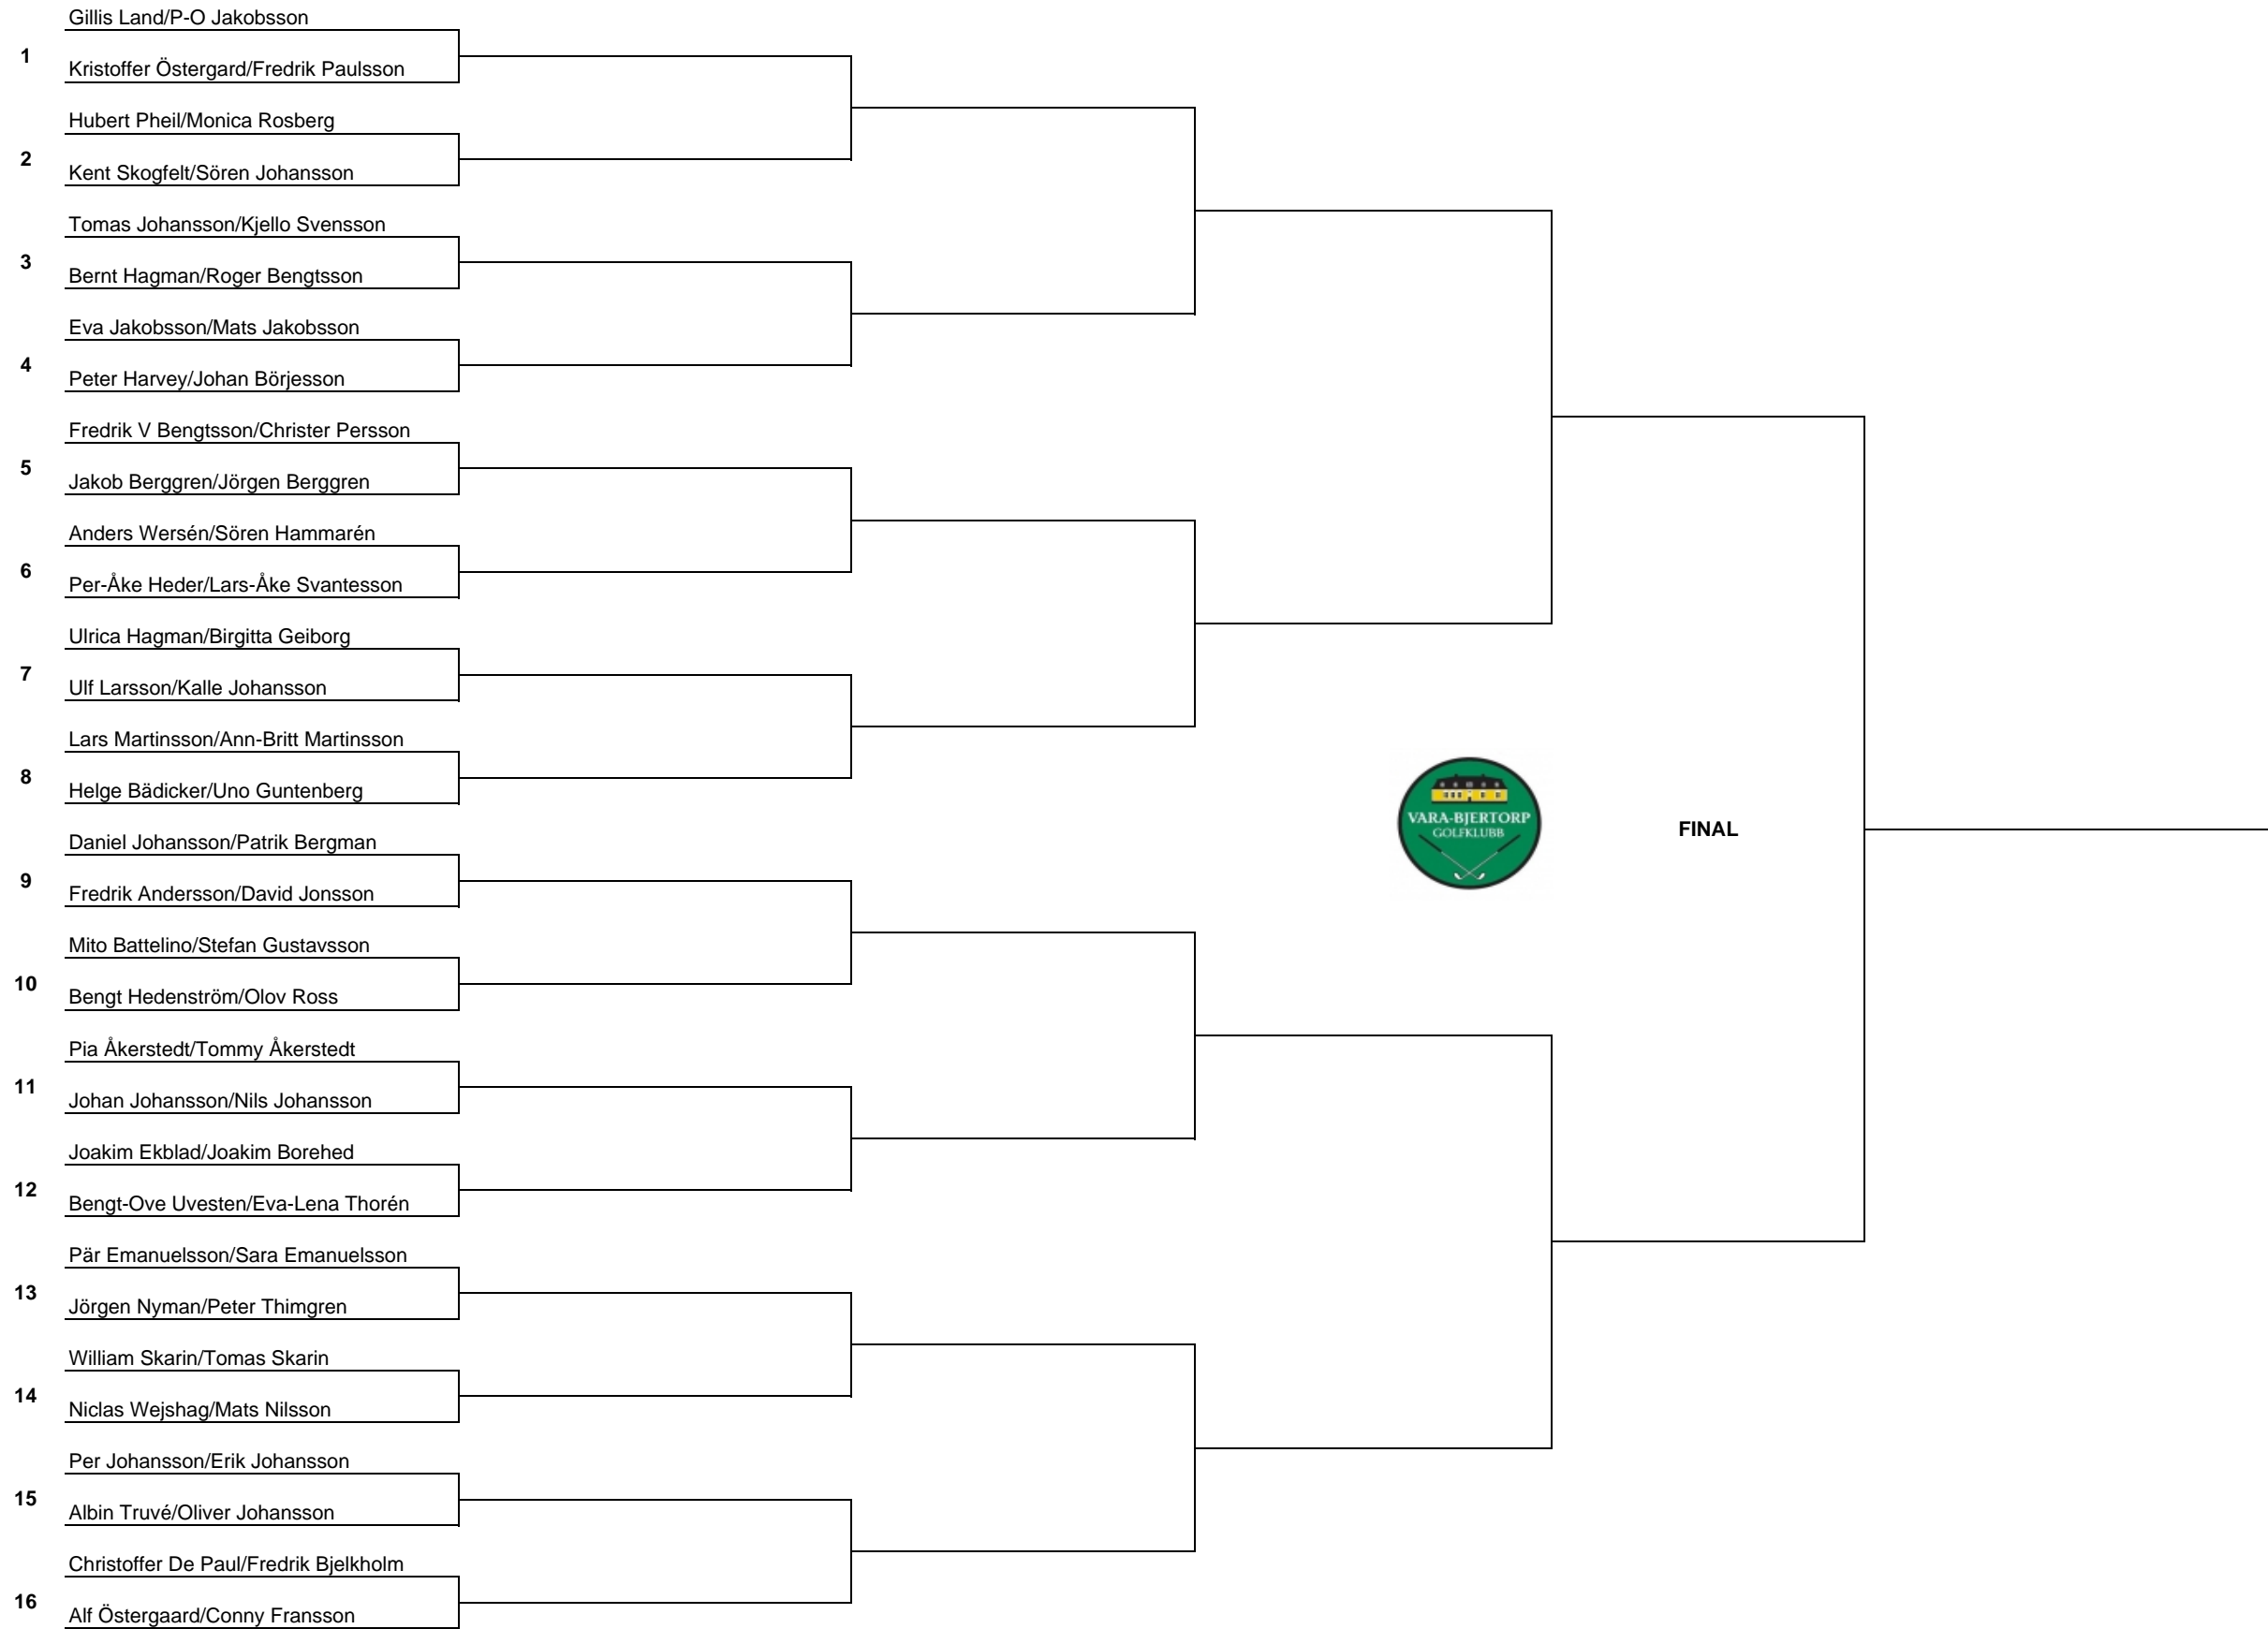 Gillis Land/P-O Jakobsson
1
Kristoffer Östergard/Fredrik Paulsson
Hubert Pheil/Monica Rosberg
2
Kent Skogfelt/Sören Johansson
Tomas Johansson/Kjello Svensson
3
Bernt Hagman/Roger Bengtsson
Eva Jakobsson/Mats Jakobsson
4
Peter Harvey/Johan Börjesson
Fredrik V Bengtsson/Christer Persson
5
Jakob Berggren/Jörgen Berggren
Anders Wersén/Sören Hammarén
6
Per-Åke Heder/Lars-Åke Svantesson
Ulrica Hagman/Birgitta Geiborg
7
Ulf Larsson/Kalle Johansson
Lars Martinsson/Ann-Britt Martinsson
8
Helge Bädicker/Uno Guntenberg
VARA-BJERTORP
GOLFKLUBB
FINAL
Daniel Johansson/Patrik Bergman
9
Fredrik Andersson/David Jonsson
Mito Battelino/Stefan Gustavsson
10
Bengt Hedenström/Olov Ross
Pia Åkerstedt/Tommy Åkerstedt
11
Johan Johansson/Nils Johansson
Joakim Ekblad/Joakim Borehed
12
Bengt-Ove Uvesten/Eva-Lena Thorén
Pär Emanuelsson/Sara Emanuelsson
13
Jörgen Nyman/Peter Thimgren
William Skarin/Tomas Skarin
14
Niclas Wejshag/Mats Nilsson
Per Johansson/Erik Johansson
15
Albin Truvé/Oliver Johansson
Christoffer De Paul/Fredrik Bjelkholm
16
Alf Östergaard/Conny Fransson